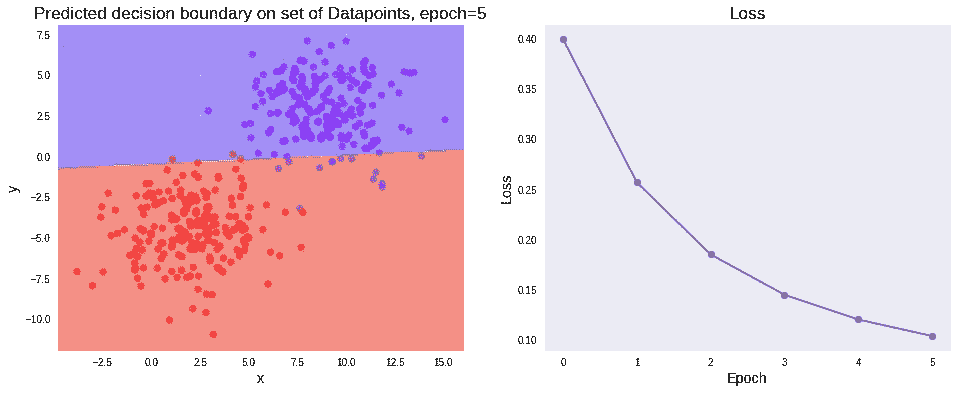 Predicted decision boundary on set of Datapoints, epoch=5
7.5
5.0
2.5
0.0
−2.5
−5.0
−7.5
−10.0
y
−2.5 0.0 2.5 5.0 7.5 10.0 12.5 15.0
x
Loss
0.40
0.35
0.30
0.25
0.20
0.15
0.10
Loss
0 1 2 3 4 5
Epoch